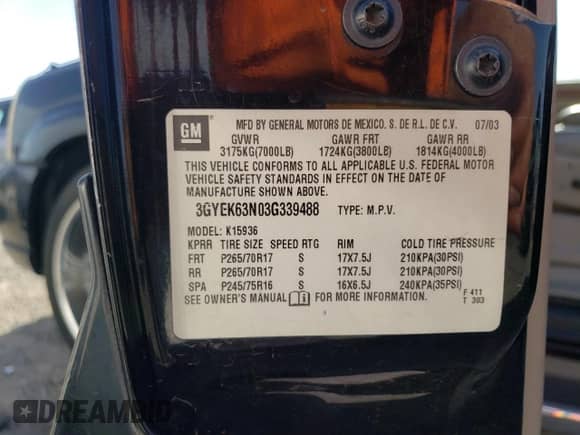 GM
MFD BY GENERAL MOTORS DE MEXICO. S. DE R.L. DE C.V. 07/03
GVWR GAWR FRT GAWR RR
3175KG(7000LB) 1724KG(3800LB) 1814KG(4000LB)
THIS VEHICLE CONFORMS TO ALL APPLICABLE U.S. FEDERAL MOTOR
VEHICLE SAFETY STANDARDS IN EFFECT ON THE DATE OF
MANUFACTURE SHOWN ABOVE.
3GYEK63N03G339488 TYPE: M.P.V.
MODEL: K15936
KPRR TIRE SIZE SPEED RTG RIM COLD TIRE PRESSURE
FRT P265/70R17 S 17X7.5J 210KPA(30PSI)
RR P265/70R17 S 17X7.5J 210KPA(30PSI)
SPA P245/75R16 S 16X6.5J 240KPA(35PSI)
SEE OWNER'S MANUAL FOR MORE INFORMATION.
F 411
T 303
DREAMBID